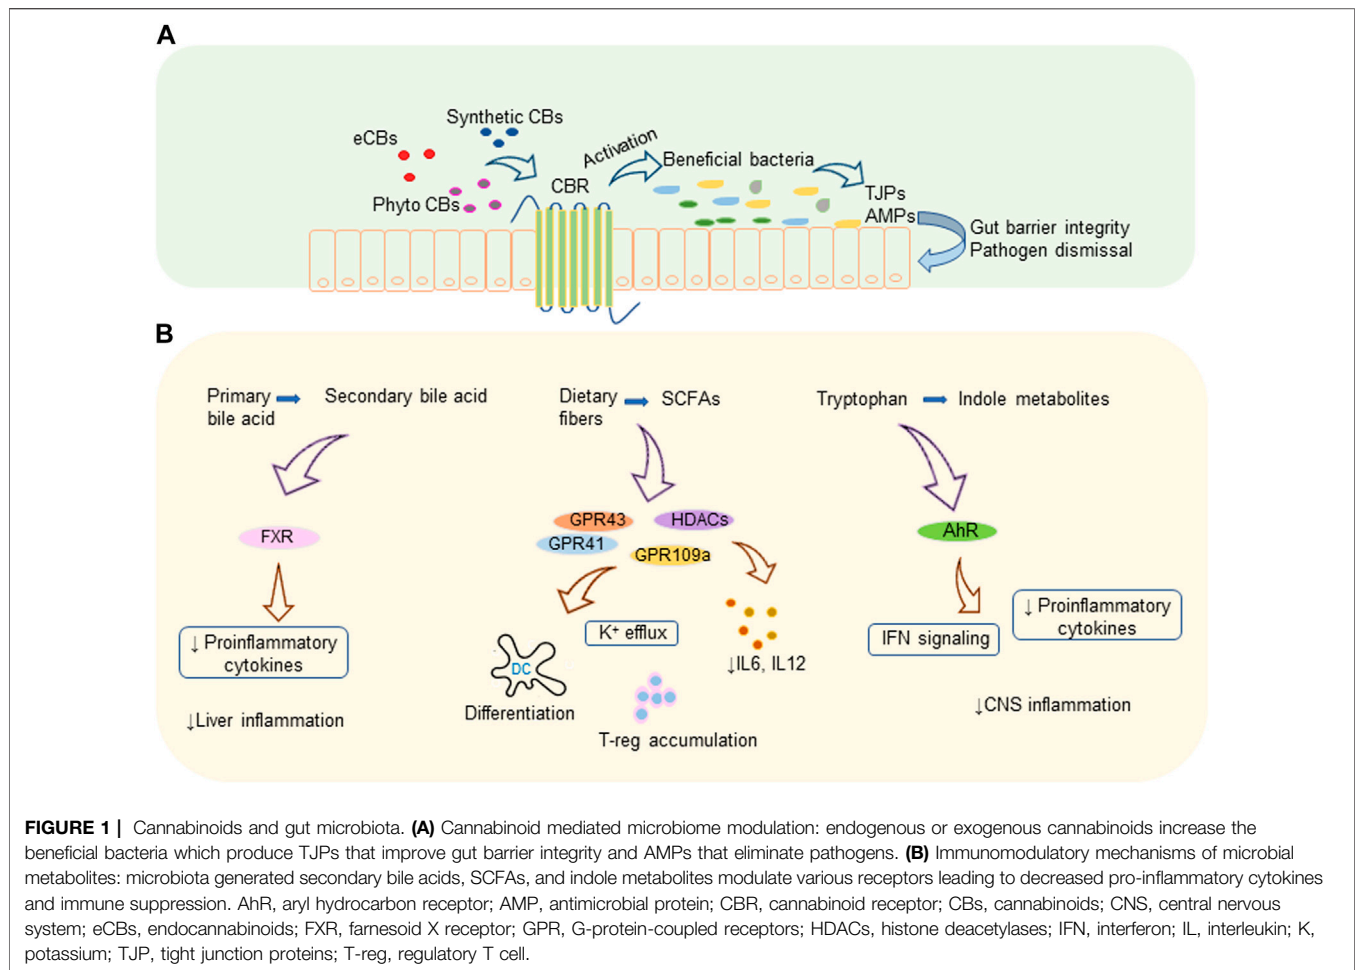 A
Synthetic CBs
eCBs
Phyto CBs
CBR
Activation
Beneficial bacteria
TJPs
AMPs
Gut barrier integrity
Pathogen dismissal
B
Primary
bile acid
Secondary bile acid
FXR
↓ Proinflammatory
cytokines
↓Liver inflammation
Dietary
fibers
SCFAs
GPR43
HDACs
GPR41
GPR109a
K⁺ efflux
DC
Differentiation
T-reg accumulation
↓IL6, IL12
Tryptophan
Indole metabolites
AhR
IFN signaling
↓ Proinflammatory
cytokines
↓CNS inflammation
FIGURE 1 | Cannabinoids and gut microbiota. (A) Cannabinoid mediated microbiome modulation: endogenous or exogenous cannabinoids increase the
beneficial bacteria which produce TJPs that improve gut barrier integrity and AMPs that eliminate pathogens. (B) Immunomodulatory mechanisms of microbial
metabolites: microbiota generated secondary bile acids, SCFAs, and indole metabolites modulate various receptors leading to decreased pro-inflammatory cytokines
and immune suppression. AhR, aryl hydrocarbon receptor; AMP, antimicrobial protein; CBR, cannabinoid receptor; CBs, cannabinoids; CNS, central nervous
system; eCBs, endocannabinoids; FXR, farnesoid X receptor; GPR, G-protein-coupled receptors; HDACs, histone deacetylases; IFN, interferon; IL, interleukin; K,
potassium; TJP, tight junction proteins; T-reg, regulatory T cell.